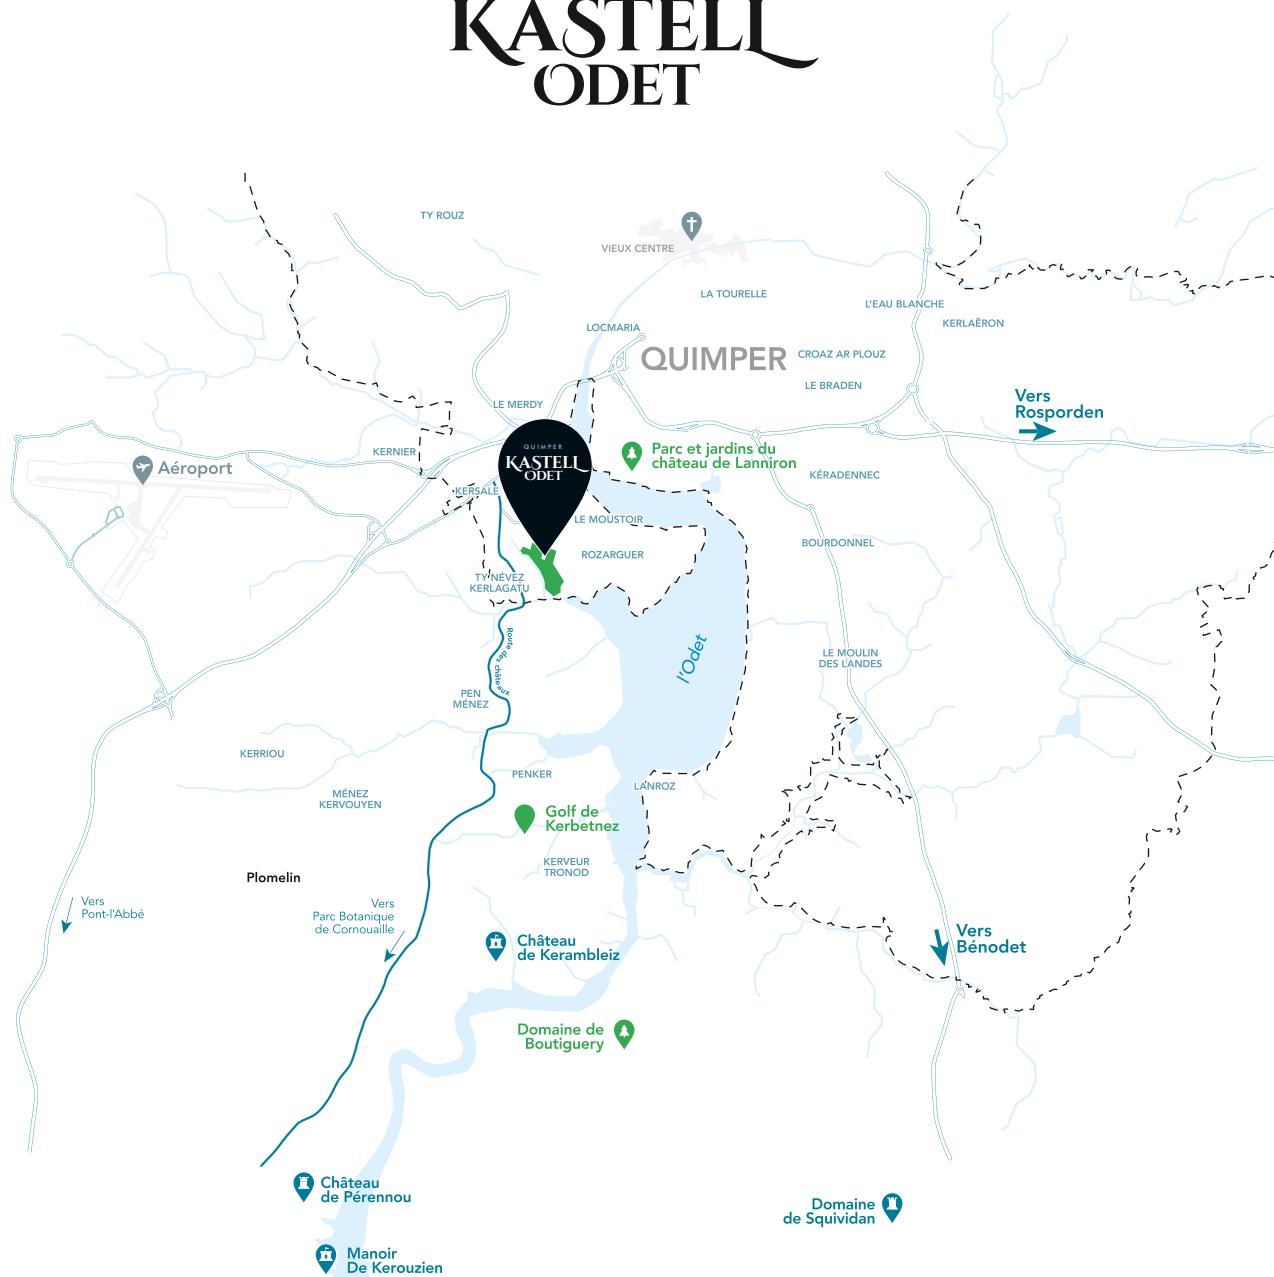 KASTELL
ODET
TY ROUZ
VIEUX CENTRE
LA TOURELLE
L'EAU BLANCHE
KERLAËRON
LOCMARIA
QUIMPER
CROAZ AR PLOUZ
LE BRADEN
Vers
Rosporden
LE MERDY
KERNIER
Aéroport
QUIMPER
KASTELL
ODET
Parc et jardins du
château de Lanniron
KÉRADENNEC
KERSALE
LE MOUSTOIR
BOURDONNEL
ROZARGUER
TY NÉVEZ
KERLAGATU
Route des châteaux
l'Odet
LE MOULIN
DES LANDES
PEN
MÉNEZ
KERRIOU
PENKER
LANROZ
MÉNEZ
KERVOUYEN
Golf de
Kerbetnez
KERVEUR
TRONOD
Plomelin
Vers
Pont-l'Abbé
Vers
Parc Botanique
de Cornouaille
Château
de Kerambleiz
Vers
Bénodet
Domaine de
Boutiguery
Château
de Pérennou
Domaine
de Squividan
Manoir
De Kerouzien